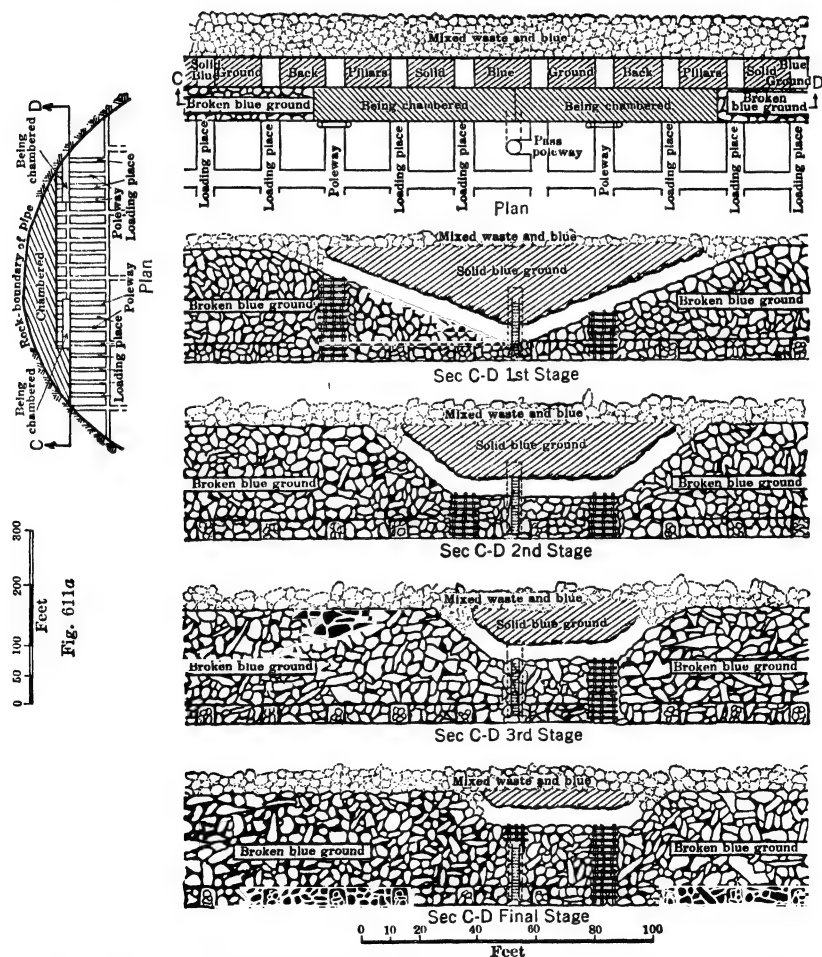 Mixed waste and blue
C
Solid Blue
Ground
Back
Pillars
Solid
Blue
Ground
Back
Pillars
Solid
Blue
Ground
D
Broken blue ground
Being chambered
Being chambered
Broken
blue ground
Pass
poleway
Loading place
Loading place
Poleway
Loading place
Loading place
Loading place
Poleway
Loading place
Loading place
Loading place
Plan
D
Being
chambered
Rock-boundary of pipe
Chambered
Poleway
Loading place
Poleway
Plan
Loading place
Being
chambered
C
Mixed waste and blue
Solid blue ground
Broken blue ground
Broken blue ground
Sec C-D 1st Stage
Mixed waste and blue
Solid blue ground
Broken blue ground
Broken blue ground
Sec C-D 2nd Stage
300
200
100
50
0
Feet
Fig. 611a
Mixed waste and blue
Solid blue ground
Broken blue ground
Broken blue ground
Sec C-D 3rd Stage
Mixed waste and blue
Broken blue ground
Broken blue ground
Sec C-D Final Stage
0 10 20 40 60 80 100
Feet